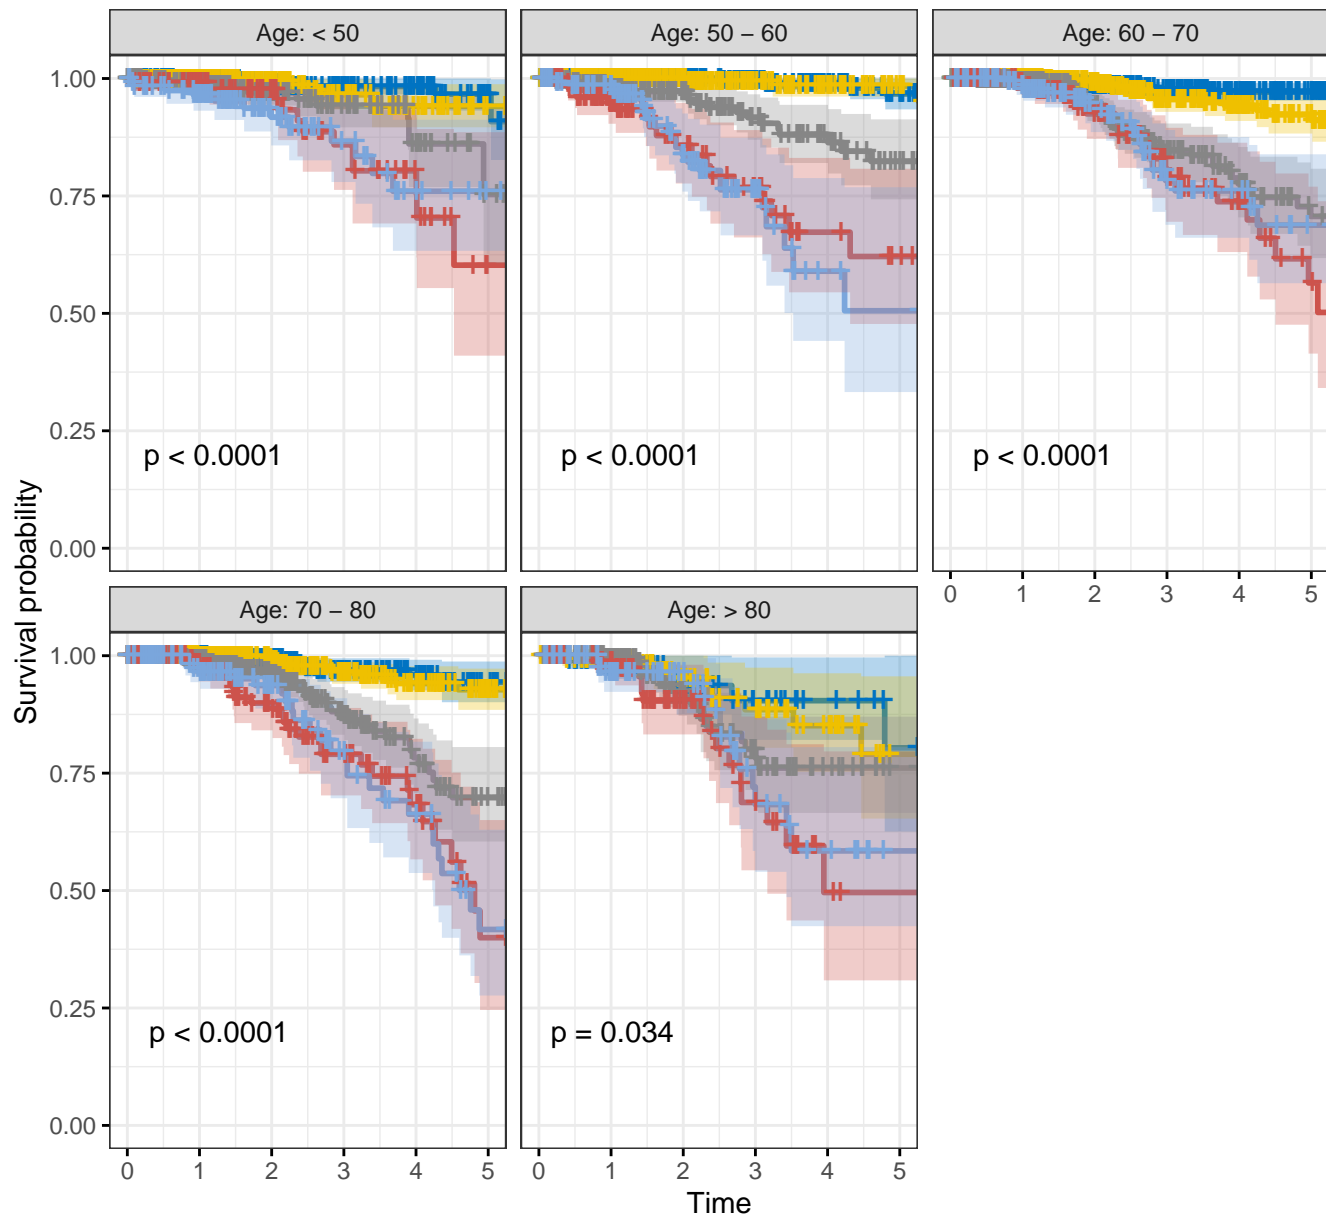 Age: < 50
Age: 50 − 60
Age: 60 − 70
1.00
0.75
0.50
0.25
0.00
p < 0.0001
p < 0.0001
p < 0.0001
0 1 2 3 4 5
Survival probability
Age: 70 − 80
Age: > 80
1.00
0.75
0.50
0.25
0.00
p < 0.0001
p = 0.034
0 1 2 3 4 5
0 1 2 3 4 5
Time